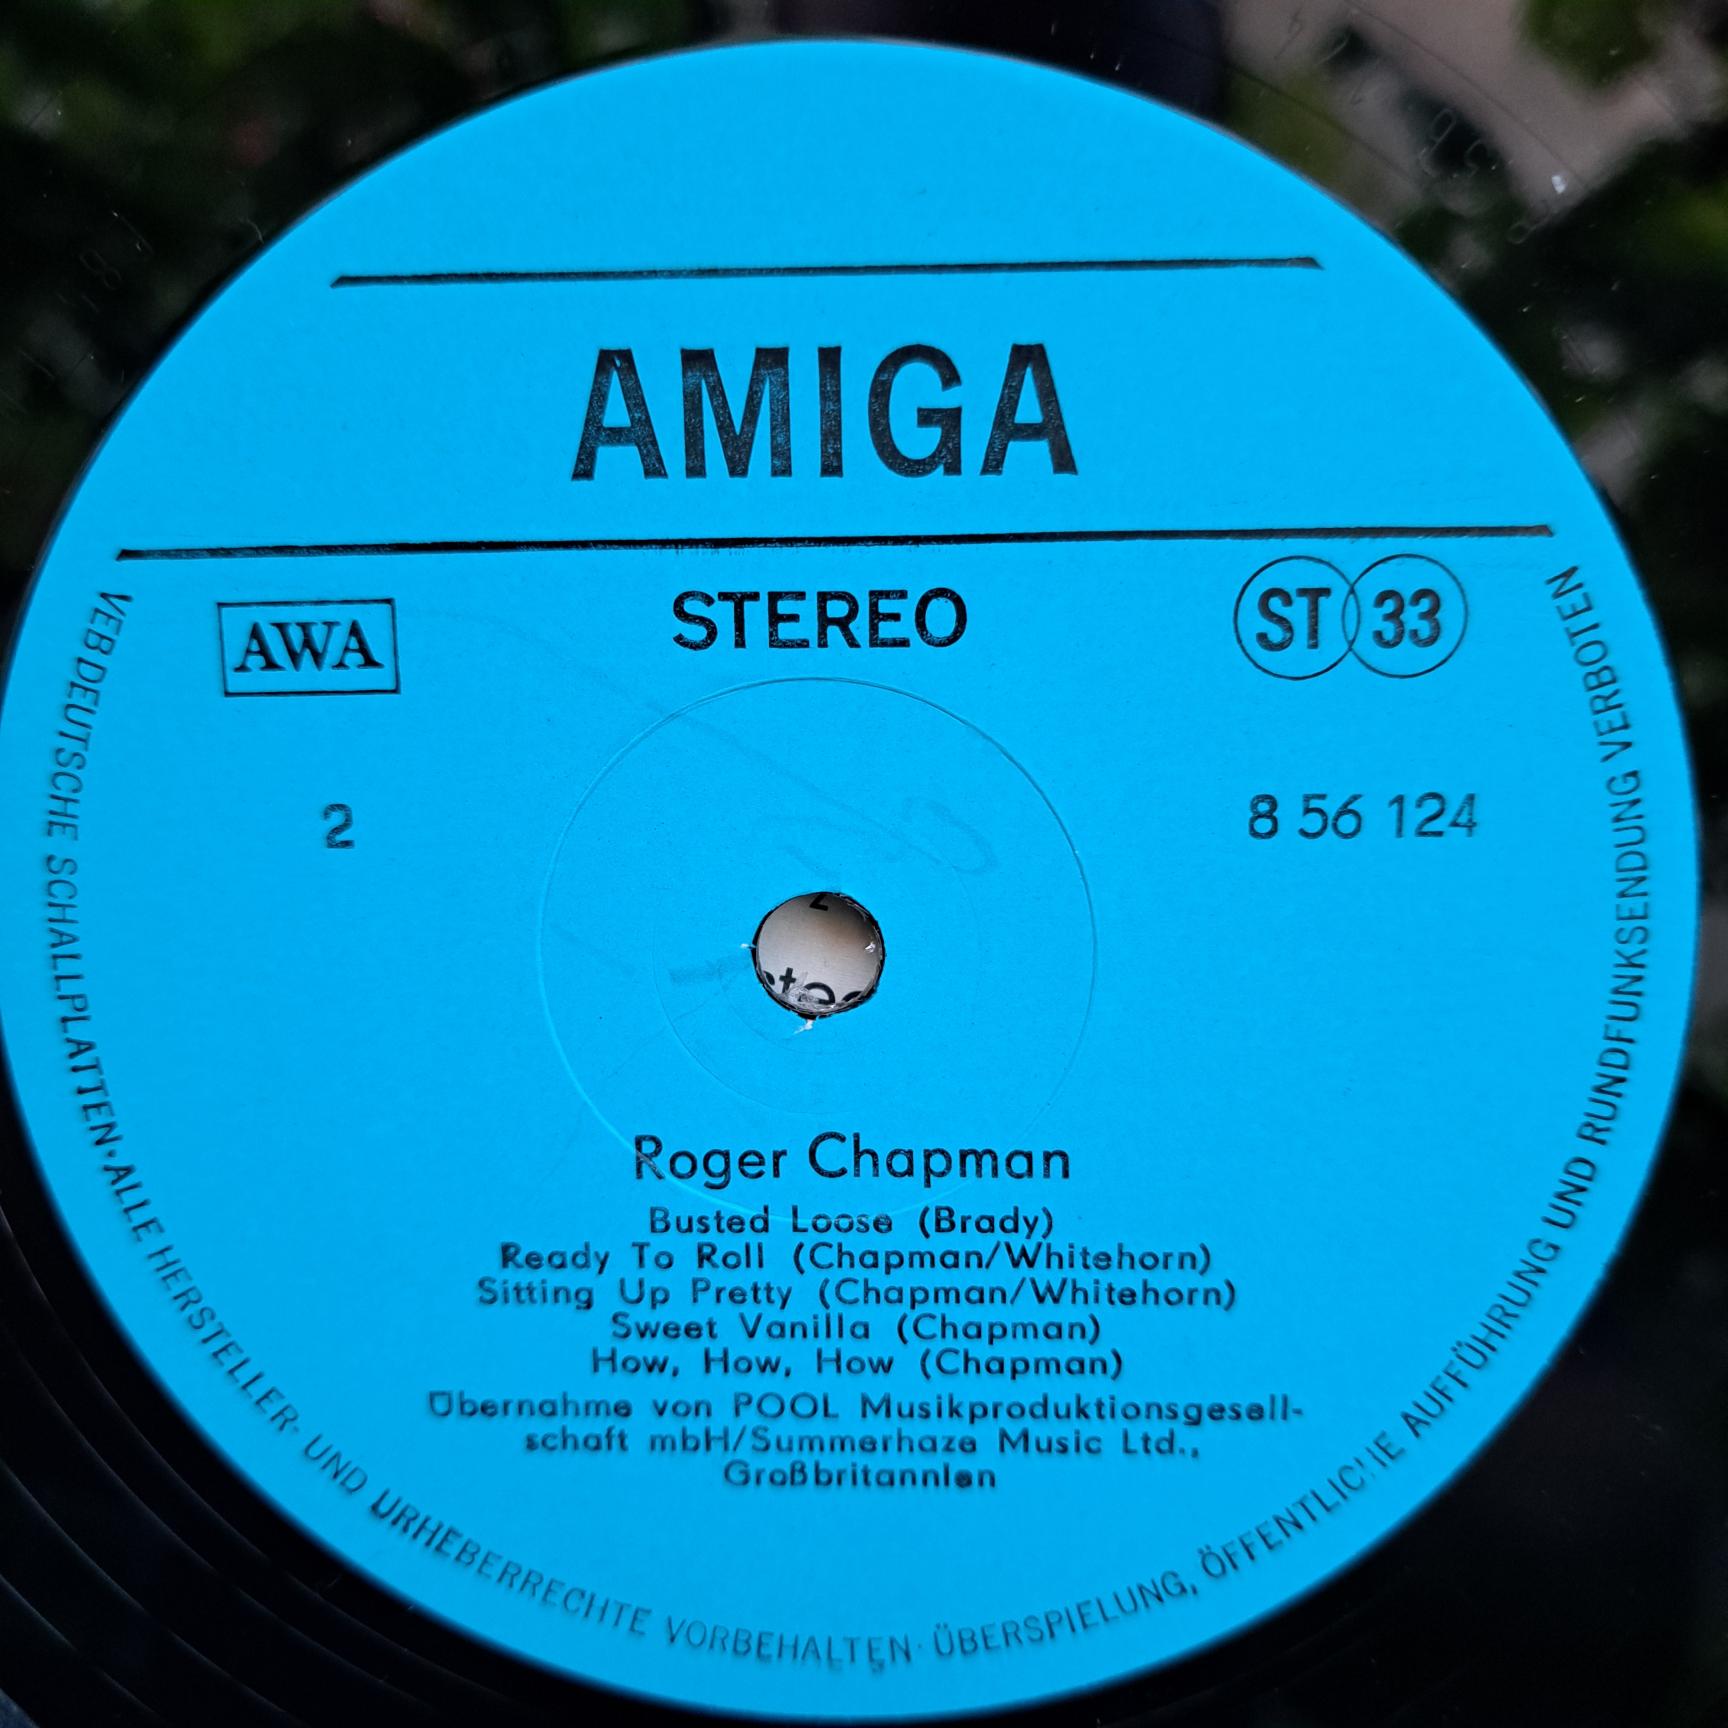 AMIGA
STEREO
AWA
ST 33
2
8 56 124
Roger Chapman
Busted Loose (Brady)
Ready To Roll (Chapman/Whitehorn)
Sitting Up Pretty (Chapman/Whitehorn)
Sweet Vanilla (Chapman)
How, How, How (Chapman)
Übernahme von POOL Musikproduktionsgesell-
schaft mbH/Summerhaze Music Ltd.,
Großbritannien
VEB DEUTSCHE SCHALLPLATTEN · ALLE HERSTELLER- UND URHEBERRECHTE VORBEHALTEN · ÜBERSPIELUNG, ÖFFENTLICHE AUFFÜHRUNG UND RUNDFUNKSENDUNG VERBOTEN